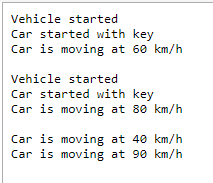 Vehicle started
Car started with key
Car is moving at 60 km/h
Vehicle started
Car started with key
Car is moving at 80 km/h
Car is moving at 40 km/h
Car is moving at 90 km/h